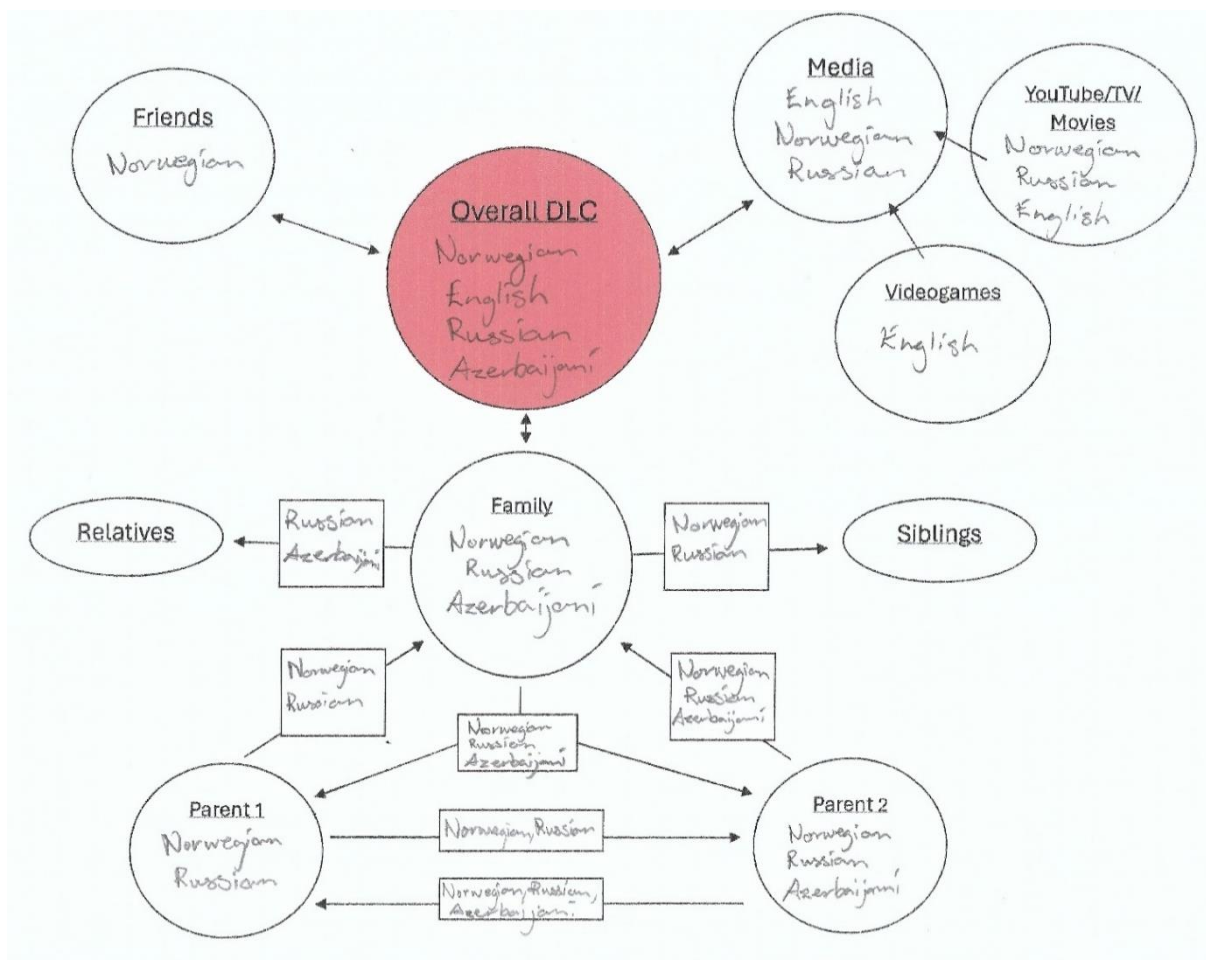 Friends
Norwegian
Overall DLC
Norwegian
English
Russian
Azerbaijani
Media
English
Norwegian
Russian
YouTube/TV/
Movies
Norwegian
Russian
English
Videogames
English
Relatives
Russian
Azerbaijani
Family
Norwegian
Russian
Azerbaijani
Norwegian
Russian
Siblings
Norwegian
Russian
Norwegian
Russian
Azerbaijani
Norwegian
Russian
Azerbaijani
Parent 1
Norwegian
Russian
Norwegian, Russian
Norwegian, Russian,
Azerbaijani
Parent 2
Norwegian
Russian
Azerbaijani